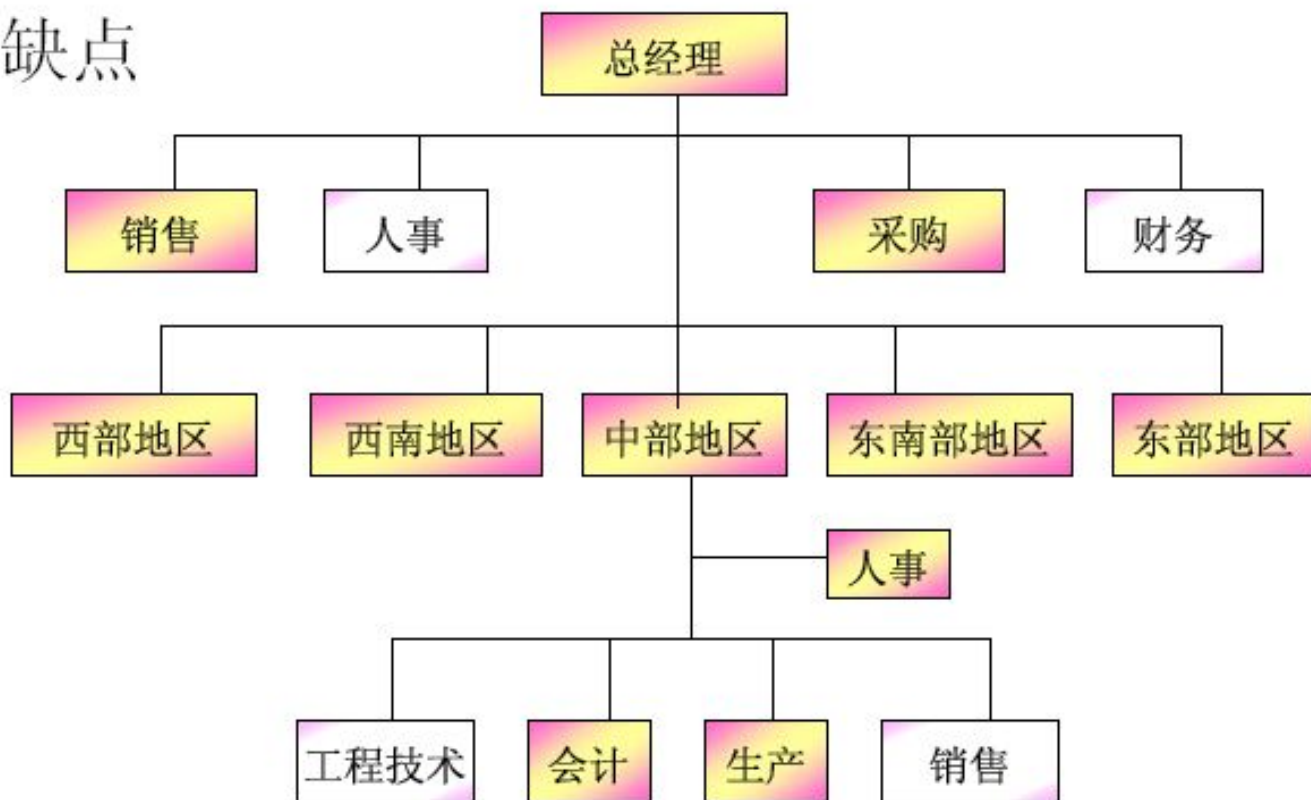 缺点
总经理
销售
人事
采购
财务
西部地区
西南地区
中部地区
东南部地区
东部地区
人事
工程技术
会计
生产
销售